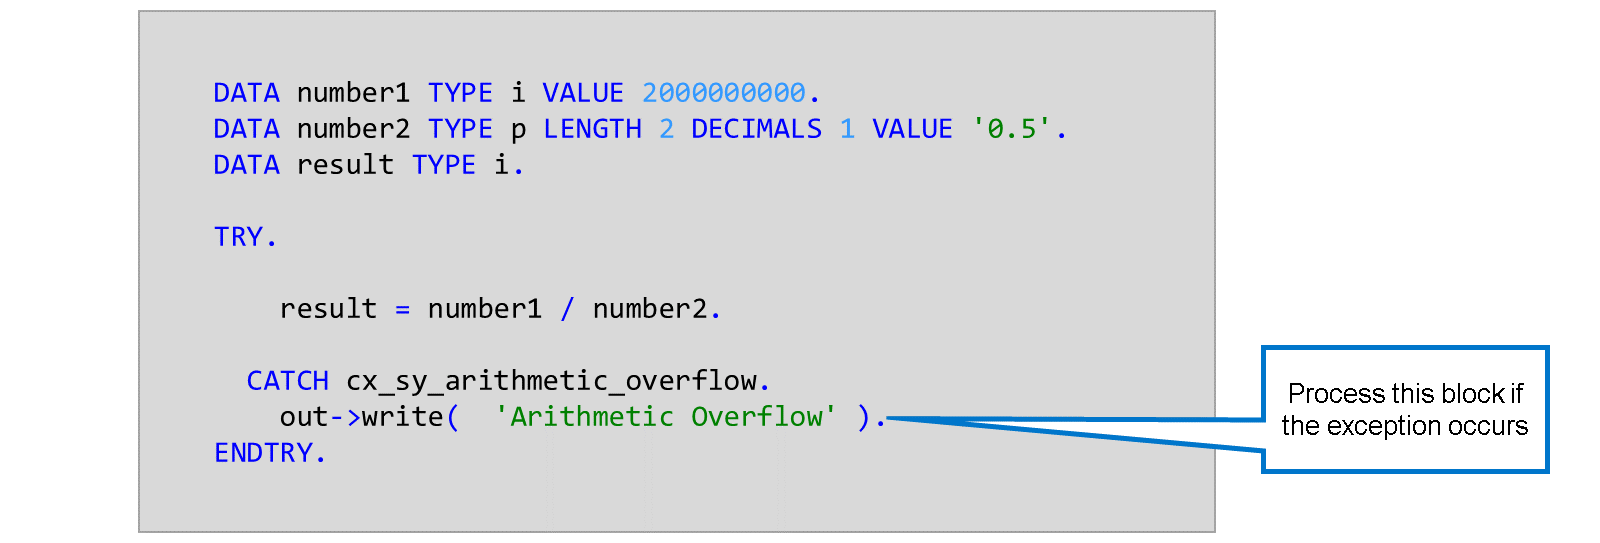 DATA number1 TYPE i VALUE 2000000000.
DATA number2 TYPE p LENGTH 2 DECIMALS 1 VALUE '0.5'.
DATA result TYPE i.
TRY.
result = number1 / number2.
CATCH cx_sy_arithmetic_overflow.
out->write(  'Arithmetic Overflow' ).
ENDTRY.
Process this block if
the exception occurs